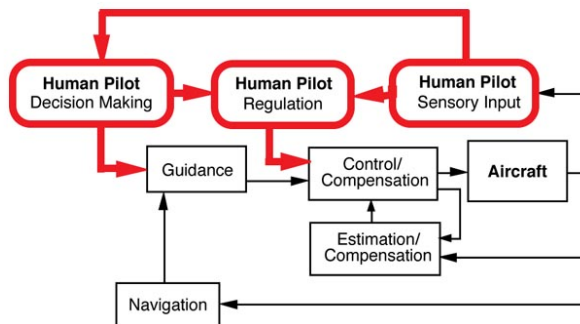 Human Pilot
Decision Making
Human Pilot
Regulation
Human Pilot
Sensory Input
Guidance
Control/
Compensation
Aircraft
Estimation/
Compensation
Navigation